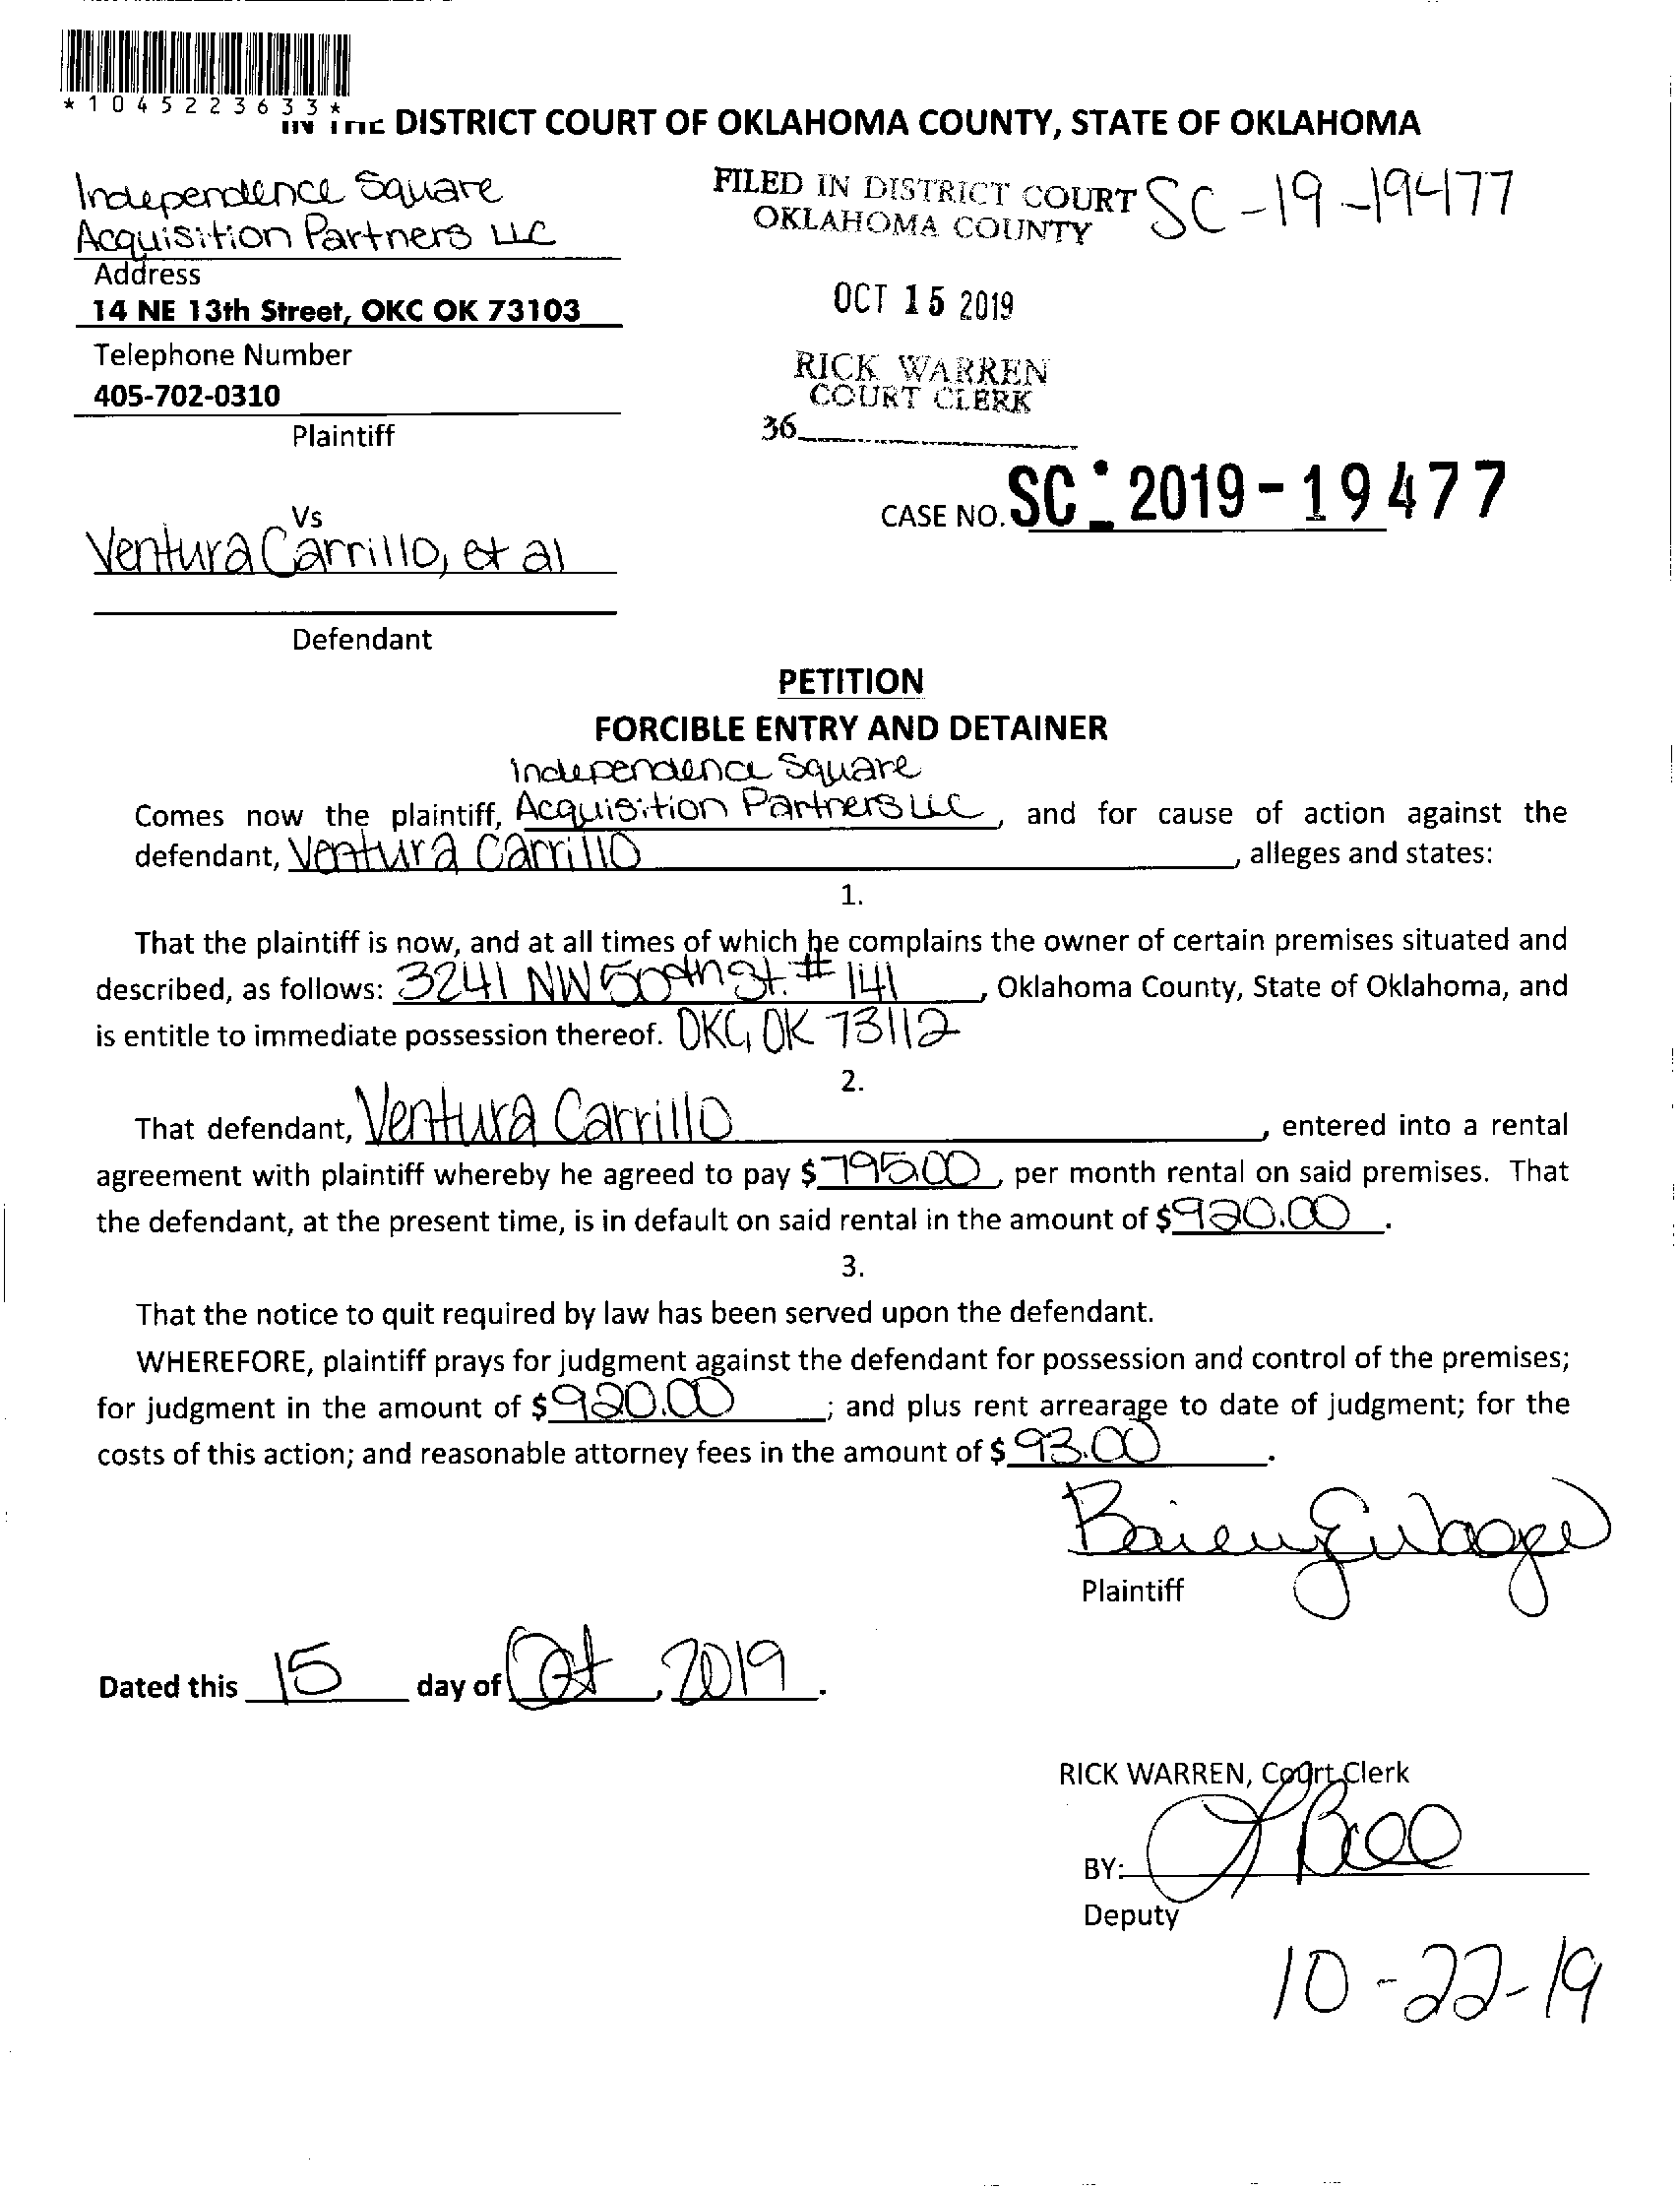 *1045223633*
IN THE DISTRICT COURT OF OKLAHOMA COUNTY, STATE OF OKLAHOMA
Independence Square
Acquisition Partners LLC
Address
14 NE 13th Street, OKC OK 73103
Telephone Number
405-702-0310
Plaintiff
FILED IN DISTRICT COURT
OKLAHOMA COUNTY
SC-19-19477
OCT 15 2019
RICK WARREN
COURT CLERK
36
CASE NO. SC-2019-19477
Vs
Ventura Carrillo, et al
Defendant
PETITION
FORCIBLE ENTRY AND DETAINER
Independence Square
Comes now the plaintiff, Acquisition Partners LLC, and for cause of action against the
defendant, Ventura Carrillo, alleges and states:
1.
That the plaintiff is now, and at all times of which he complains the owner of certain premises situated and
described, as follows: 3241 NW 50th St. # 141, Oklahoma County, State of Oklahoma, and
is entitle to immediate possession thereof. OKC, OK 73112
2.
That defendant, Ventura Carrillo, entered into a rental
agreement with plaintiff whereby he agreed to pay $795.00, per month rental on said premises. That
the defendant, at the present time, is in default on said rental in the amount of $920.00.
3.
That the notice to quit required by law has been served upon the defendant.
WHEREFORE, plaintiff prays for judgment against the defendant for possession and control of the premises;
for judgment in the amount of $920.00; and plus rent arrearage to date of judgment; for the
costs of this action; and reasonable attorney fees in the amount of $93.00.
Plaintiff
Dated this 15 day of Oct, 2019.
RICK WARREN, Court Clerk
BY:
Deputy
10-22-19